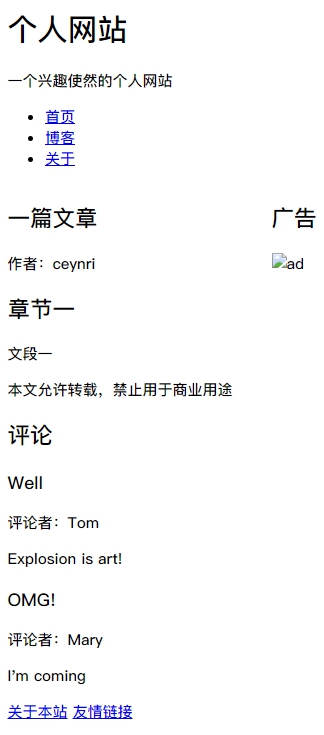 个人网站
一个兴趣使然的个人网站
首页
博客
关于
一篇文章
作者：ceynri
章节一
文段一
本文允许转载，禁止用于商业用途
评论
Well
评论者：Tom
Explosion is art!
OMG!
评论者：Mary
I'm coming
广告
ad
关于本站 友情链接